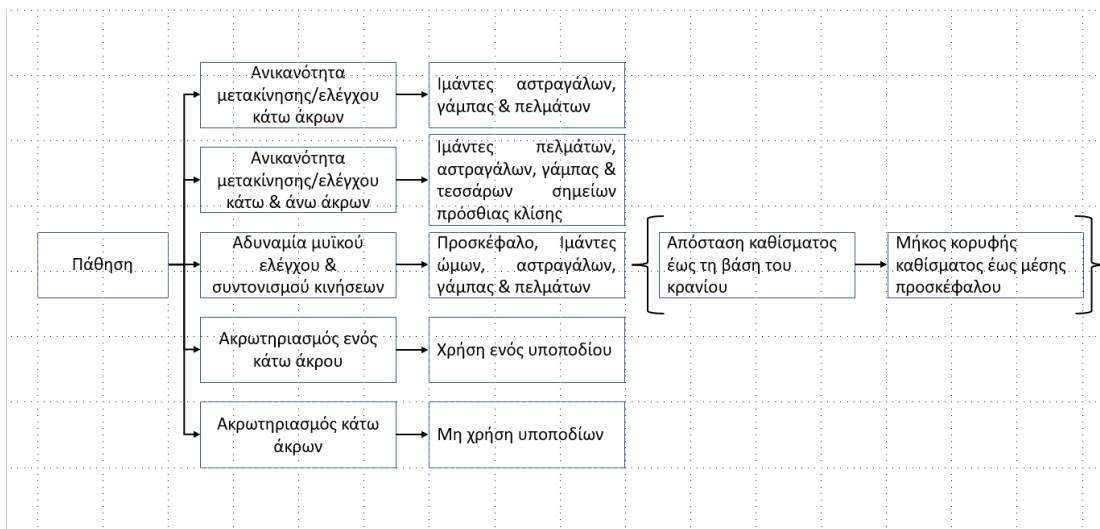 Πάθηση
Ανικανότητα
μετακίνησης/ελέγχου
κάτω άκρων
Ιμάντες αστραγάλων,
γάμπας & πελμάτων
Ανικανότητα
μετακίνησης/ελέγχου
κάτω & άνω άκρων
Ιμάντες πελμάτων,
αστραγάλων, γάμπας &
τεσσάρων σημείων
πρόσθιας κλίσης
Αδυναμία μυϊκού
ελέγχου &
συντονισμού κινήσεων
Προσκέφαλο, Ιμάντες
ώμων, αστραγάλων,
γάμπας & πελμάτων
Απόσταση καθίσματος
έως τη βάση του
κρανίου
Μήκος κορυφής
καθίσματος έως μέσης
προσκέφαλου
Ακρωτηριασμός ενός
κάτω άκρου
Χρήση ενός υποποδίου
Ακρωτηριασμός κάτω
άκρων
Μη χρήση υποποδίων